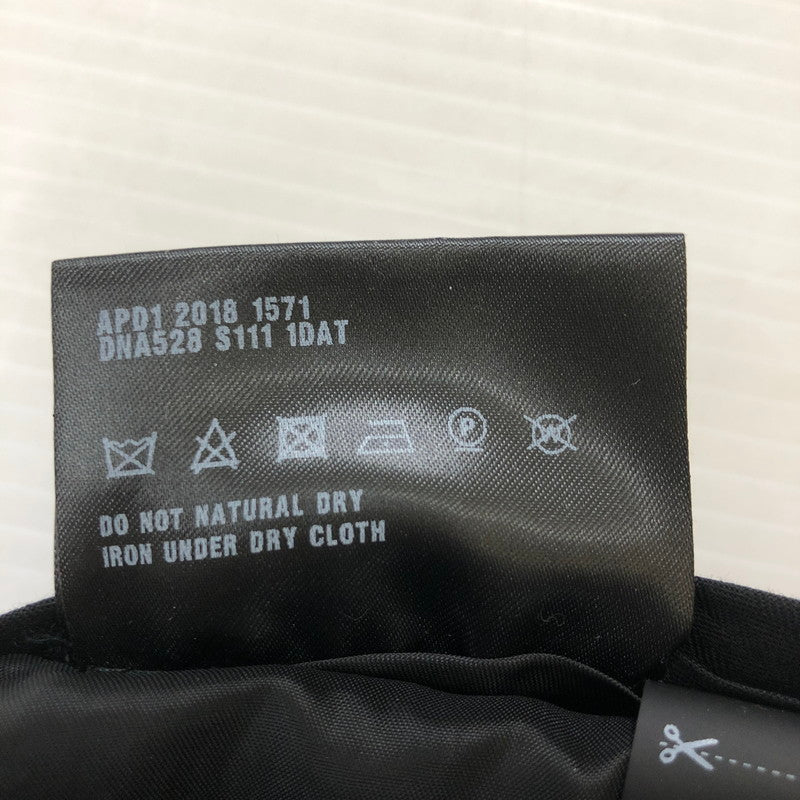 APD1 2018 1571
DNA528 S111 1DAT
P
W
DO NOT NATURAL DRY
IRON UNDER DRY CLOTH